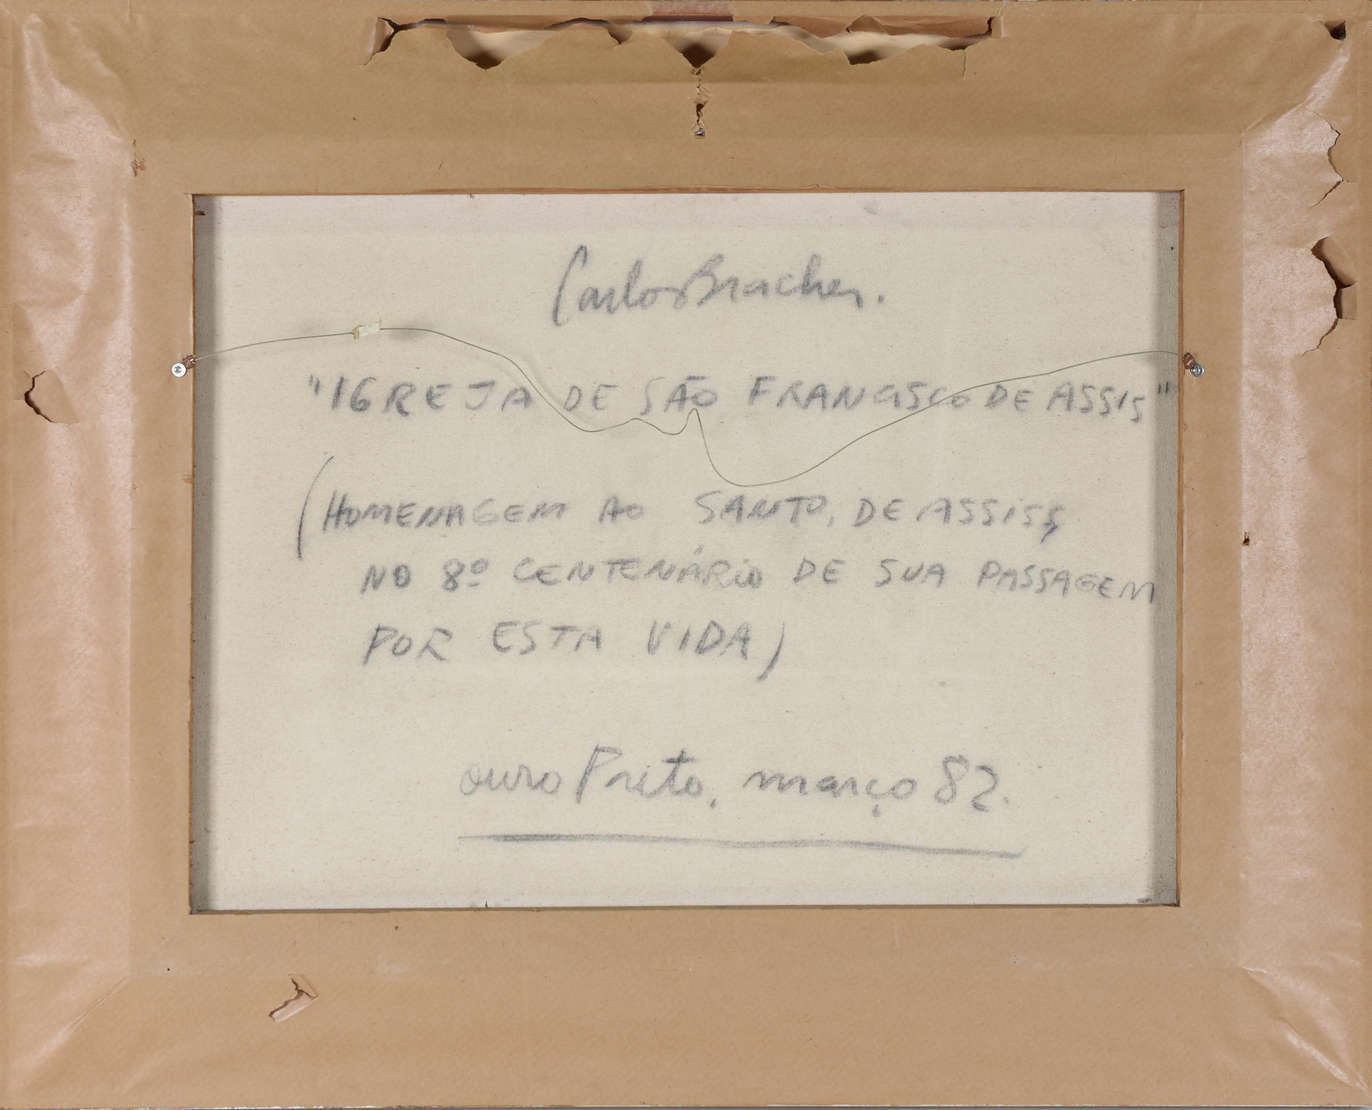 Carlos Bracher.
"IGREJA DE SÃO FRANCISCO DE ASSIS"
(HOMENAGEM AO SANTO, DE ASSIS,
NO 8º CENTENÁRIO DE SUA PASSAGEM
POR ESTA VIDA)
ouro Preto, março 82.